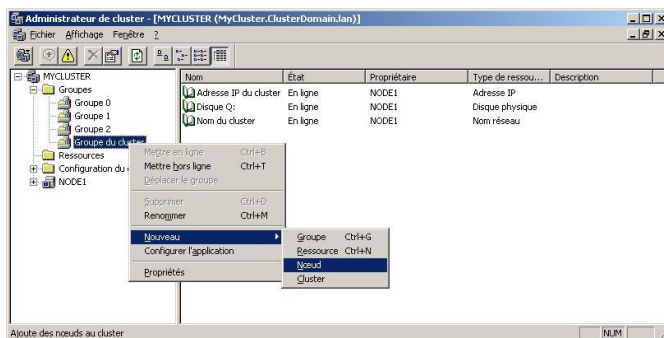 Administrateur de cluster - [MYCLUSTER (MyCluster.ClusterDomain.lan)]
Fichier Affichage Fenêtre ?
MYCLUSTER
Groupes
Groupe 0
Groupe 1
Groupe 2
Groupe du cluster
Ressources
Configuration du
NODE1
Nom État Propriétaire Type de ressou... Description
Adresse IP du cluster En ligne NODE1 Adresse IP
Disque Q: En ligne NODE1 Disque physique
Nom du cluster En ligne NODE1 Nom réseau
Mettre en ligne Ctrl+B
Mettre hors ligne Ctrl+T
Déplacer le groupe
Supprimer Ctrl+D
Renommer Ctrl+M
Nouveau
Configurer l'application
Propriétés
Groupe Ctrl+G
Ressource Ctrl+N
Nœud
Cluster
Ajoute des nœuds au cluster NUM